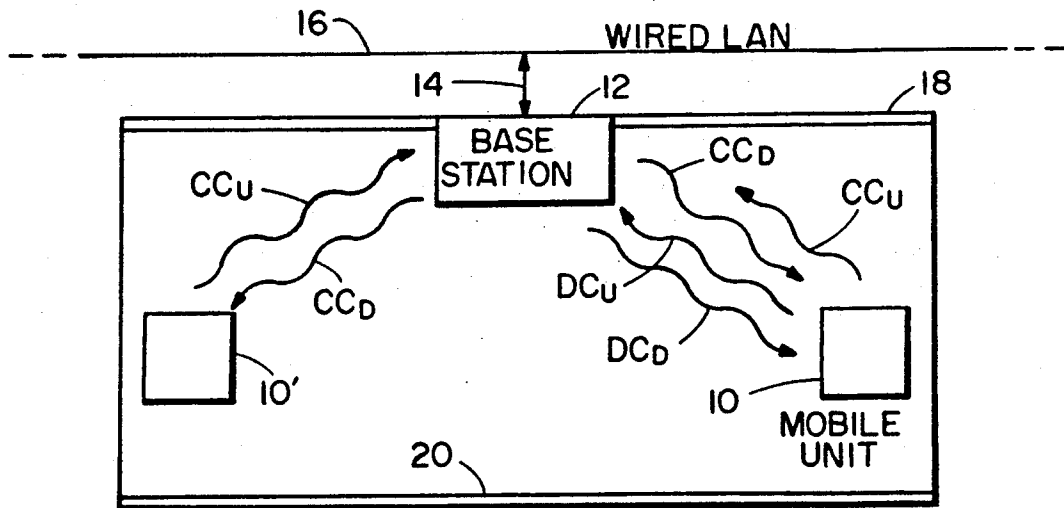 16
WIRED LAN
14
12
18
BASE
STATION
CCU
CCD
CCD
CCU
DCU
DCD
10'
10
MOBILE
UNIT
20